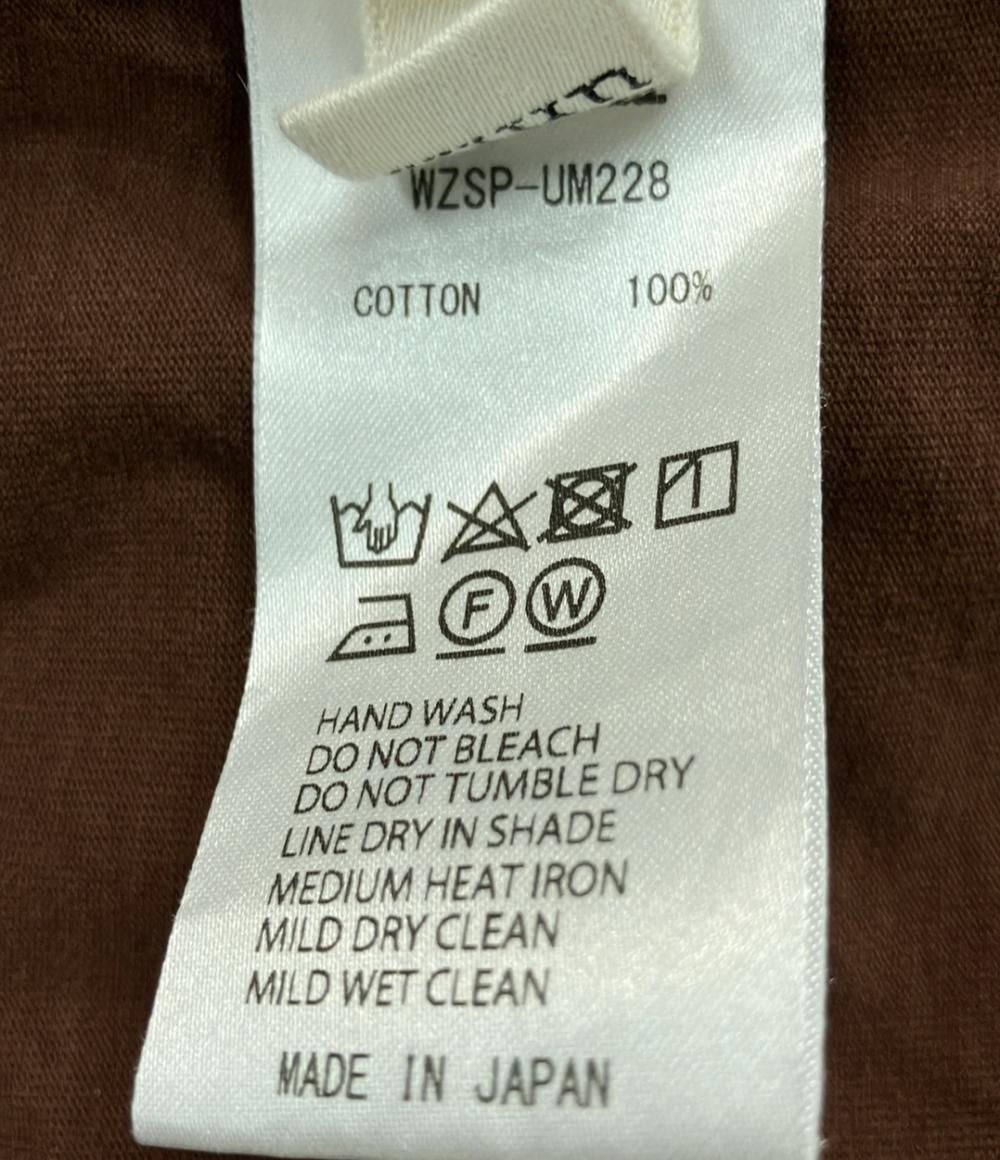 WZSP-UM228
COTTON 100%
F W
HAND WASH
DO NOT BLEACH
DO NOT TUMBLE DRY
LINE DRY IN SHADE
MEDIUM HEAT IRON
MILD DRY CLEAN
MILD WET CLEAN
MADE IN JAPAN